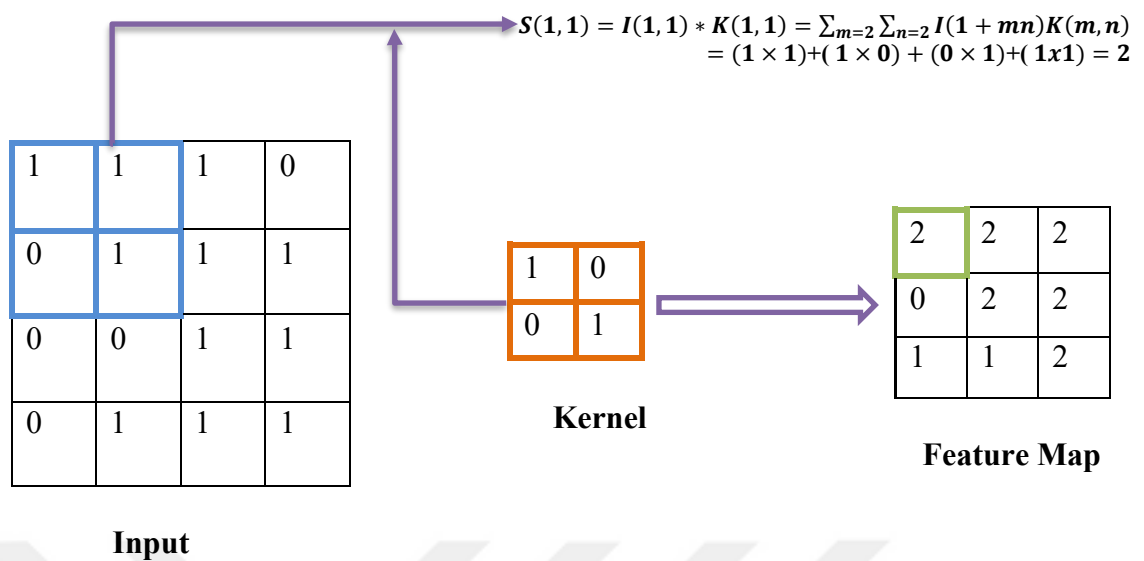 S(1, 1) = I(1, 1) * K(1, 1) = ∑m=2 ∑n=2 I(1 + mn)K(m, n)
= (1 × 1)+( 1 × 0) + (0 × 1)+( 1x1) = 2
1 1 1 0
0 1 1 1
0 0 1 1
0 1 1 1
Input
1 0
0 1
Kernel
2 2 2
0 2 2
1 1 2
Feature Map